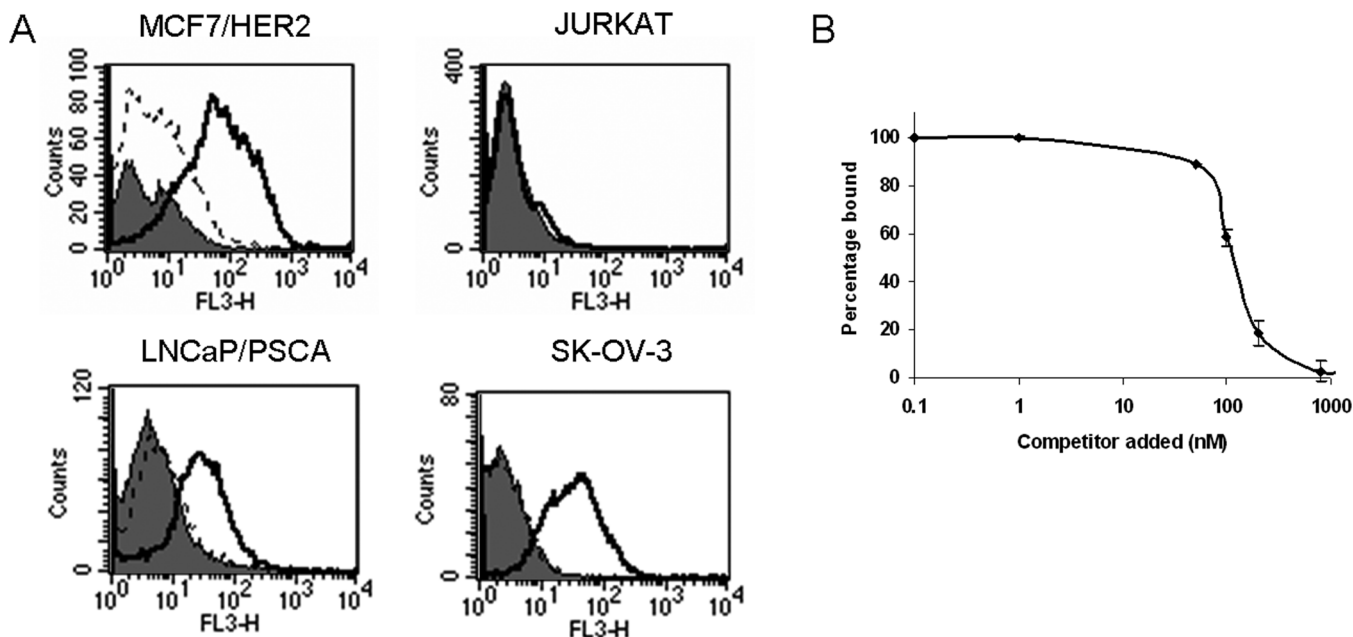 A
MCF7/HER2
100
80
60
40
20
0
Counts
10^0 10^1 10^2 10^3 10^4
FL3-H
JURKAT
400
0
Counts
10^0 10^1 10^2 10^3 10^4
FL3-H
LNCaP/PSCA
120
0
Counts
10^0 10^1 10^2 10^3 10^4
FL3-H
SK-OV-3
80
0
Counts
10^0 10^1 10^2 10^3 10^4
FL3-H
B
100
80
60
40
20
0
Percentage bound
0.1 1 10 100 1000
Competitor added (nM)